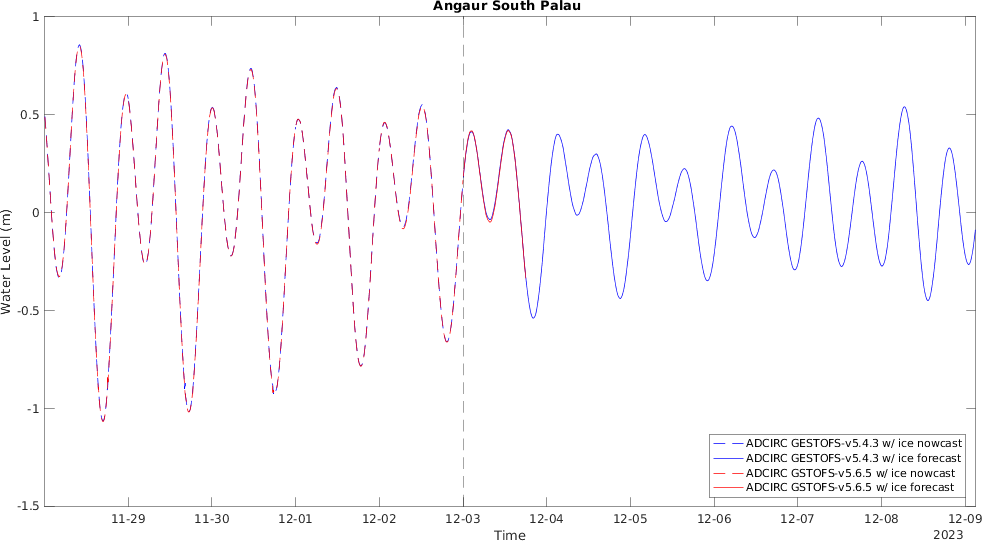 Angaur South Palau
1
0.5
0
-0.5
-1
-1.5
Water Level (m)
11-29
11-30
12-01
12-02
12-03
12-04
12-05
12-06
12-07
12-08
12-09
2023
Time
ADCIRC GESTOFS-v5.4.3 w/ ice nowcast
ADCIRC GESTOFS-v5.4.3 w/ ice forecast
ADCIRC GSTOFS-v5.6.5 w/ ice nowcast
ADCIRC GSTOFS-v5.6.5 w/ ice forecast